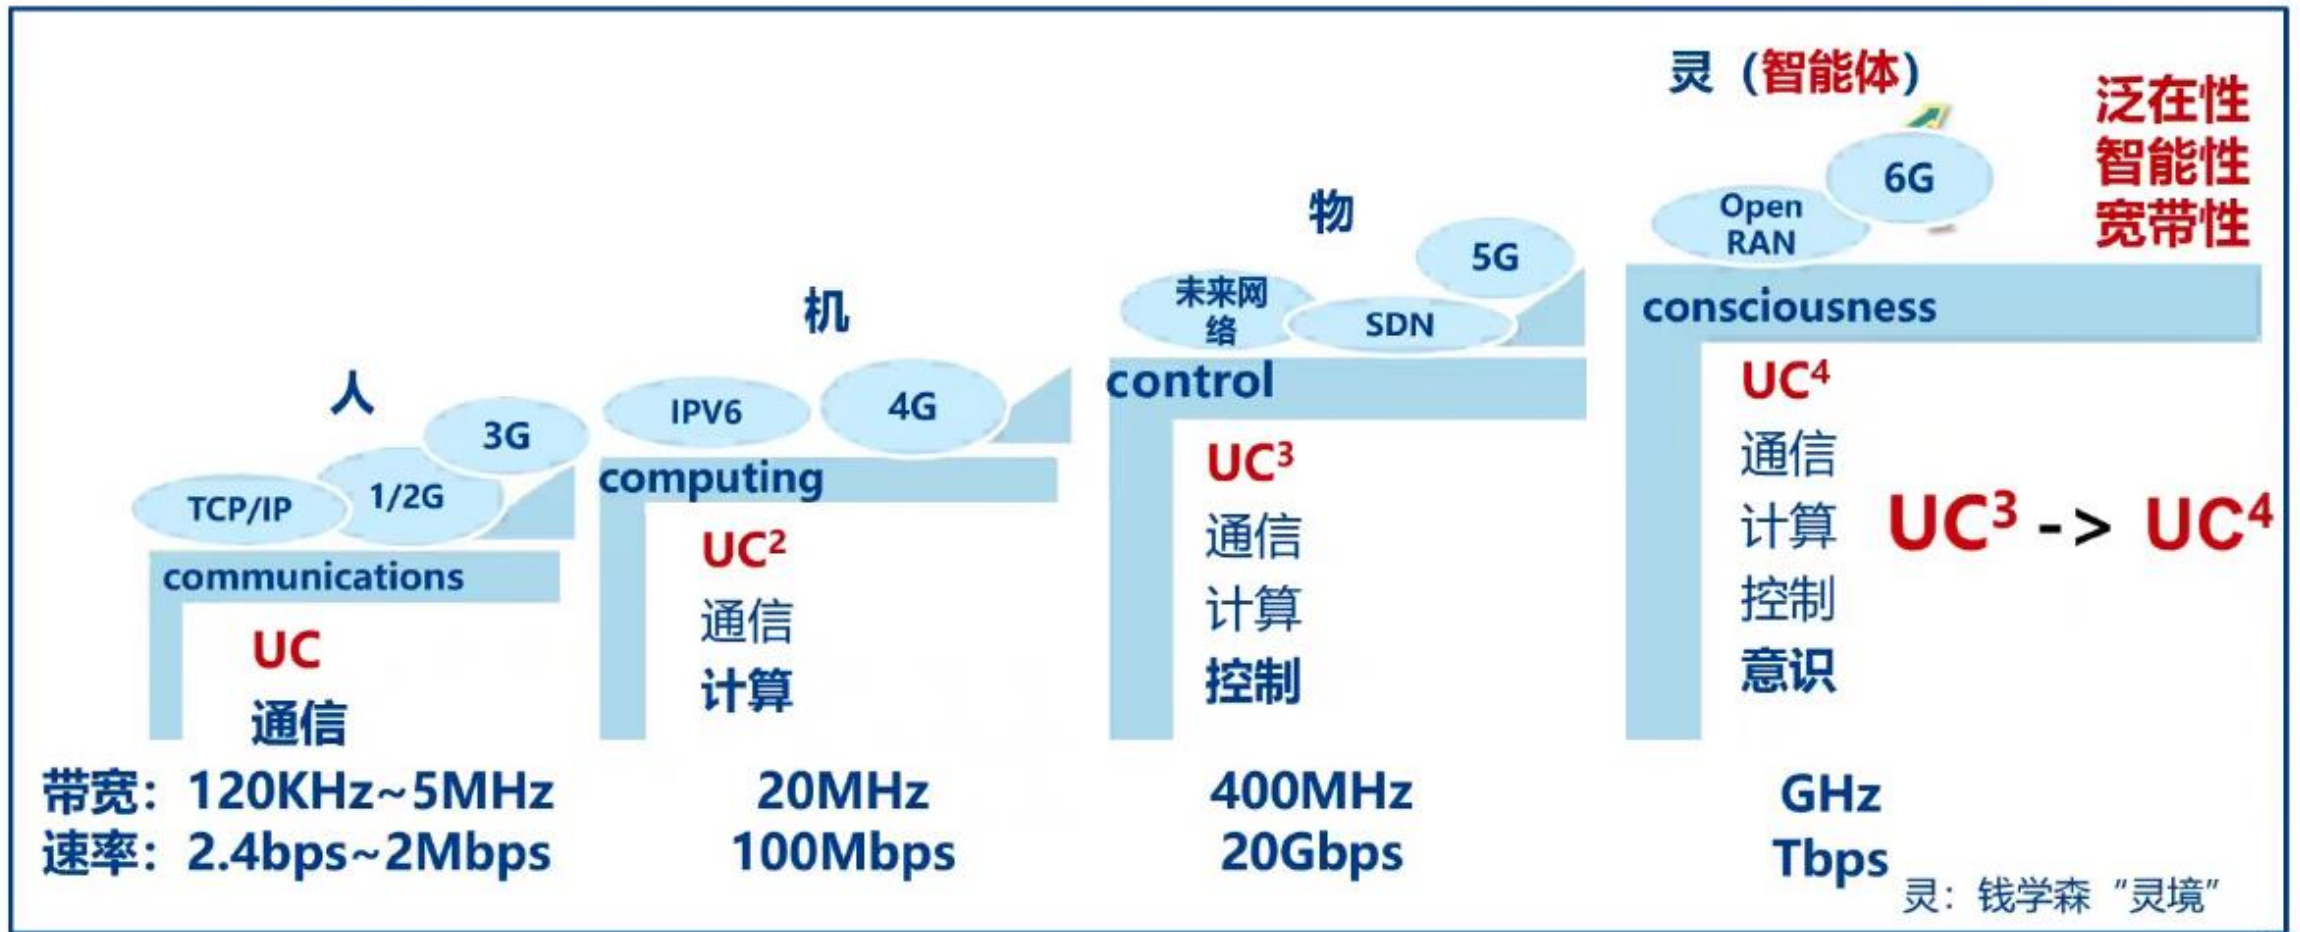 人
TCP/IP
1/2G
3G
communications
UC
通信
机
IPV6
4G
computing
UC²
通信
计算
物
未来网
络
SDN
5G
control
UC³
通信
计算
控制
灵（智能体）
Open
RAN
6G
consciousness
UC⁴
通信
计算
控制
意识
泛在性
智能性
宽带性
UC³ -> UC⁴
带宽：120KHz~5MHz 20MHz 400MHz GHz
速率：2.4bps~2Mbps 100Mbps 20Gbps Tbps
灵：钱学森“灵境”